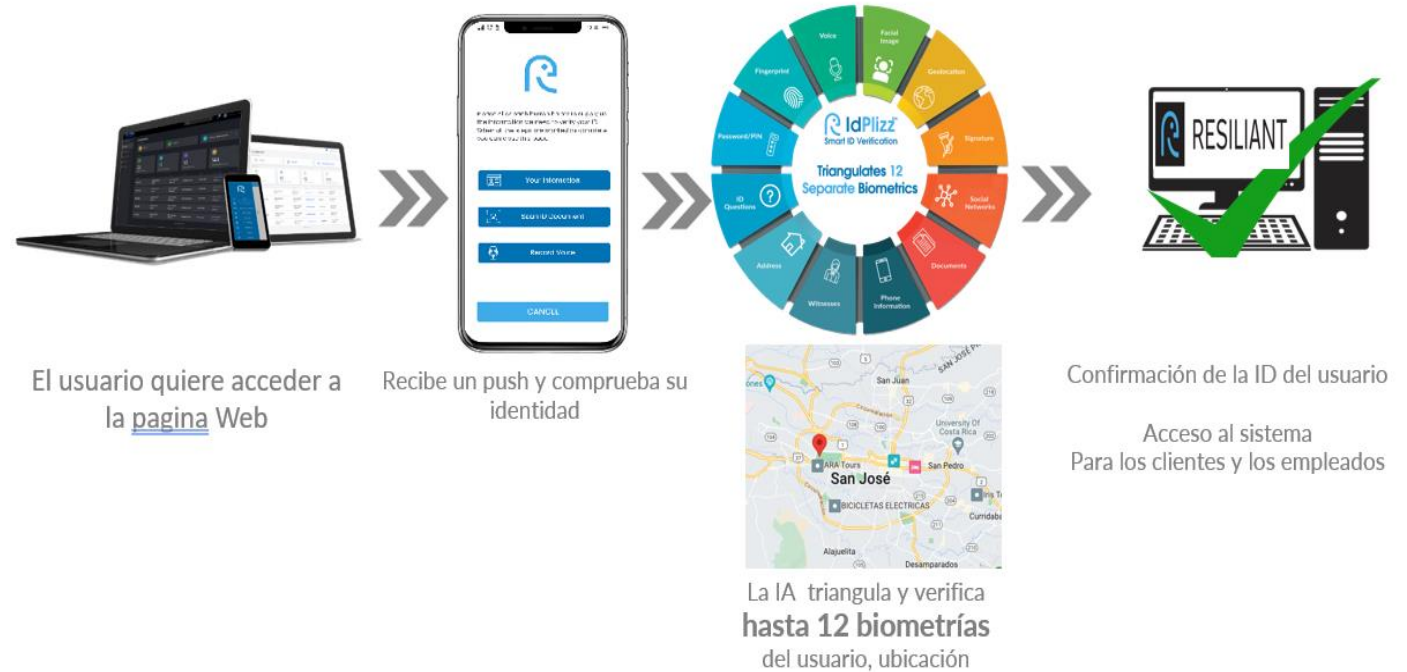 El usuario quiere acceder a
la pagina Web
Your Information
Scan ID Document
Record Voice
CANCEL
Recibe un push y comprueba su
identidad
Voice
Facial
Image
Geolocation
Signature
Social
Networks
Documents
Phone
Information
Witnesses
Address
ID
Questions
Password/PIN
Fingerprint
IdPlizz
Smart ID Verification
Triangulates 12
Separate Biometrics
San Juan
University Of
Costa Rica
ARA Tours
San Pedro
San José
BICICLETAS ELECTRICAS
Alajuelita
Desamparados
La IA triangula y verifica
hasta 12 biometrías
del usuario, ubicación
RESILIANT
Confirmación de la ID del usuario
Acceso al sistema
Para los clientes y los empleados